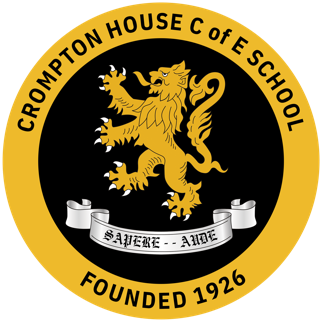 CROMPTON HOUSE C of E SCHOOL
SAPERE -- AUDE
FOUNDED 1926